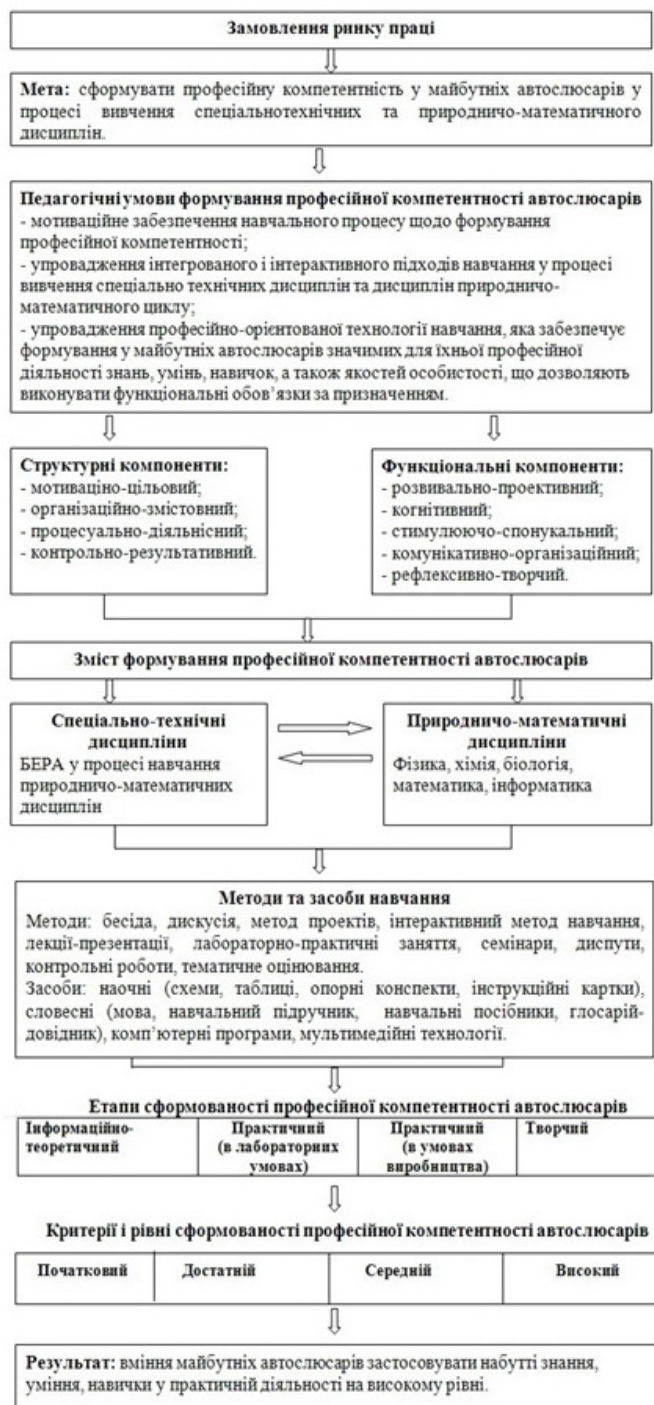 Замовлення ринку праці
Мета: сформувати професійну компетентність у майбутніх автослюсарів у
процесі вивчення спеціальнотехнічних та природничо-математичного
дисциплін.
Педагогічні умови формування професійної компетентності автослюсарів
- мотиваційне забезпечення навчального процесу щодо формування
професійної компетентності;
- упровадження інтегрованого і інтерактивного підходів навчання у процесі
вивчення спеціально технічних дисциплін та дисциплін природничо-
математичного циклу;
- упровадження професійно-орієнтованої технології навчання, яка забезпечує
формування у майбутніх автослюсарів значимих для їхньої професійної
діяльності знань, умінь, навичок, а також якостей особистості, що дозволяють
виконувати функціональні обов’язки за призначенням.
Структурні компоненти:
- мотиваціно-цільовий;
- організаційно-змістовний;
- процесуально-діяльнісний;
- контрольно-результативний.
Функціональні компоненти:
- розвивально-проективний;
- когнітивний;
- стимулюючо-спонукальний;
- комунікативно-організаційний;
- рефлексивно-творчий.
Зміст формування професійної компетентності автослюсарів
Спеціально-технічні
дисципліни
БЕРА у процесі навчання
природничо-математичних
дисциплін
Природничо-математичні
дисципліни
Фізика, хімія, біологія,
математика, інформатика
Методи та засоби навчання
Методи: бесіда, дискусія, метод проектів, інтерактивний метод навчання,
лекції-презентації, лабораторно-практичні заняття, семінари, диспути,
контрольні роботи, тематичне оцінювання.
Засоби: наочні (схеми, таблиці, опорні конспекти, інструкційні картки),
словесні (мова, навчальний підручник, навчальні посібники, глосарій-
довідник), комп’ютерні програми, мультимедійні технології.
Етапи сформованості професійної компетентності автослюсарів
Інформаційно-
теоретичний
Практичний
(в лабораторних
умовах)
Практичний
(в умовах
виробництва)
Творчий
Критерії і рівні сформованості професійної компетентності автослюсарів
Початковий
Достатній
Середній
Високий
Результат: вміння майбутніх автослюсарів застосовувати набутті знання,
уміння, навички у практичній діяльності на високому рівні.